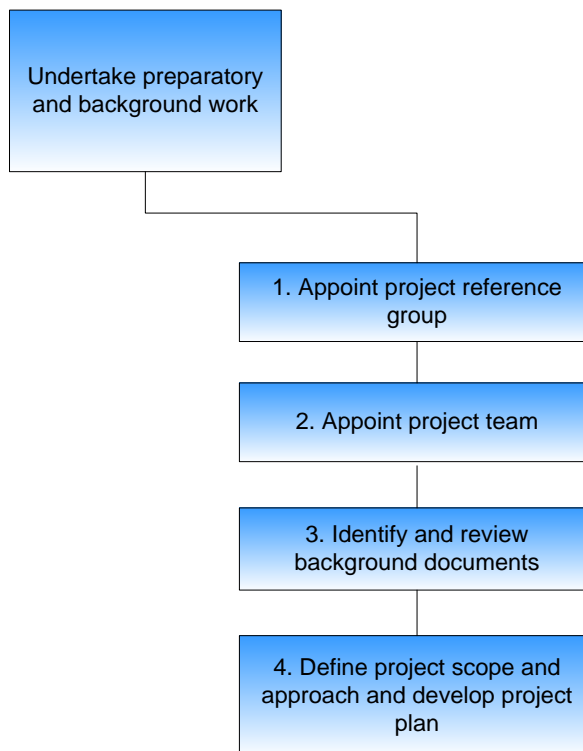 Undertake preparatory
and background work
1. Appoint project reference
group
2. Appoint project team
3. Identify and review
background documents
4. Define project scope and
approach and develop project
plan